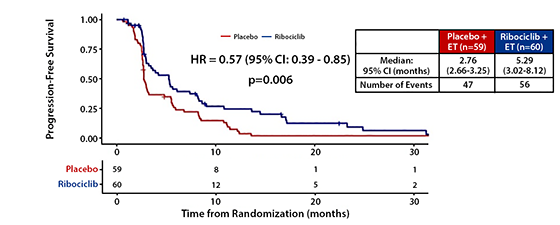 Progression-Free Survival
1.00
0.75
0.50
0.25
0.00
Placebo Ribociclib
HR = 0.57 (95% CI: 0.39 - 0.85)
p=0.006
0 10 20 30
Placebo + ET (n=59)
Ribociclib + ET (n=60)
Median: 95% CI (months)
2.76 (2.66-3.25)
5.29 (3.02-8.12)
Number of Events 47 56
Placebo 59 8 1 1
Ribociclib 60 12 5 2
0 10 20 30
Time from Randomization (months)